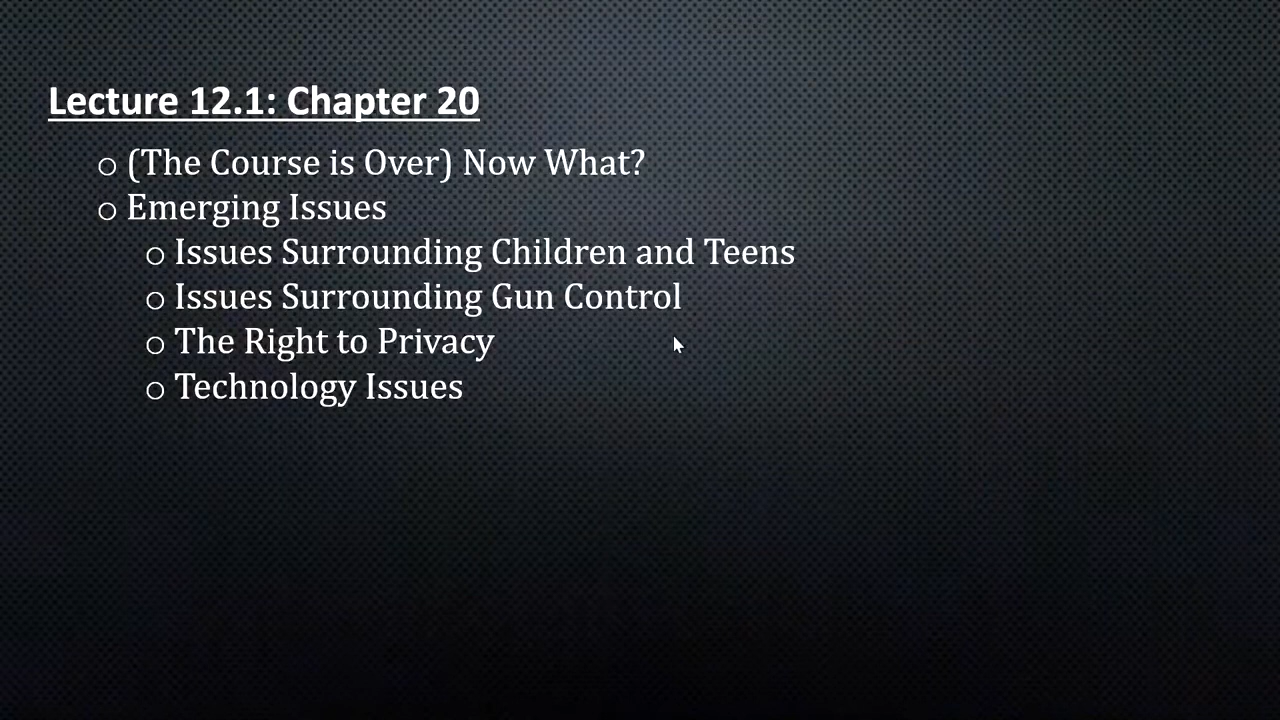 Lecture 12.1: Chapter 20
(The Course is Over) Now What?
Emerging Issues
Issues Surrounding Children and Teens
Issues Surrounding Gun Control
The Right to Privacy
Technology Issues